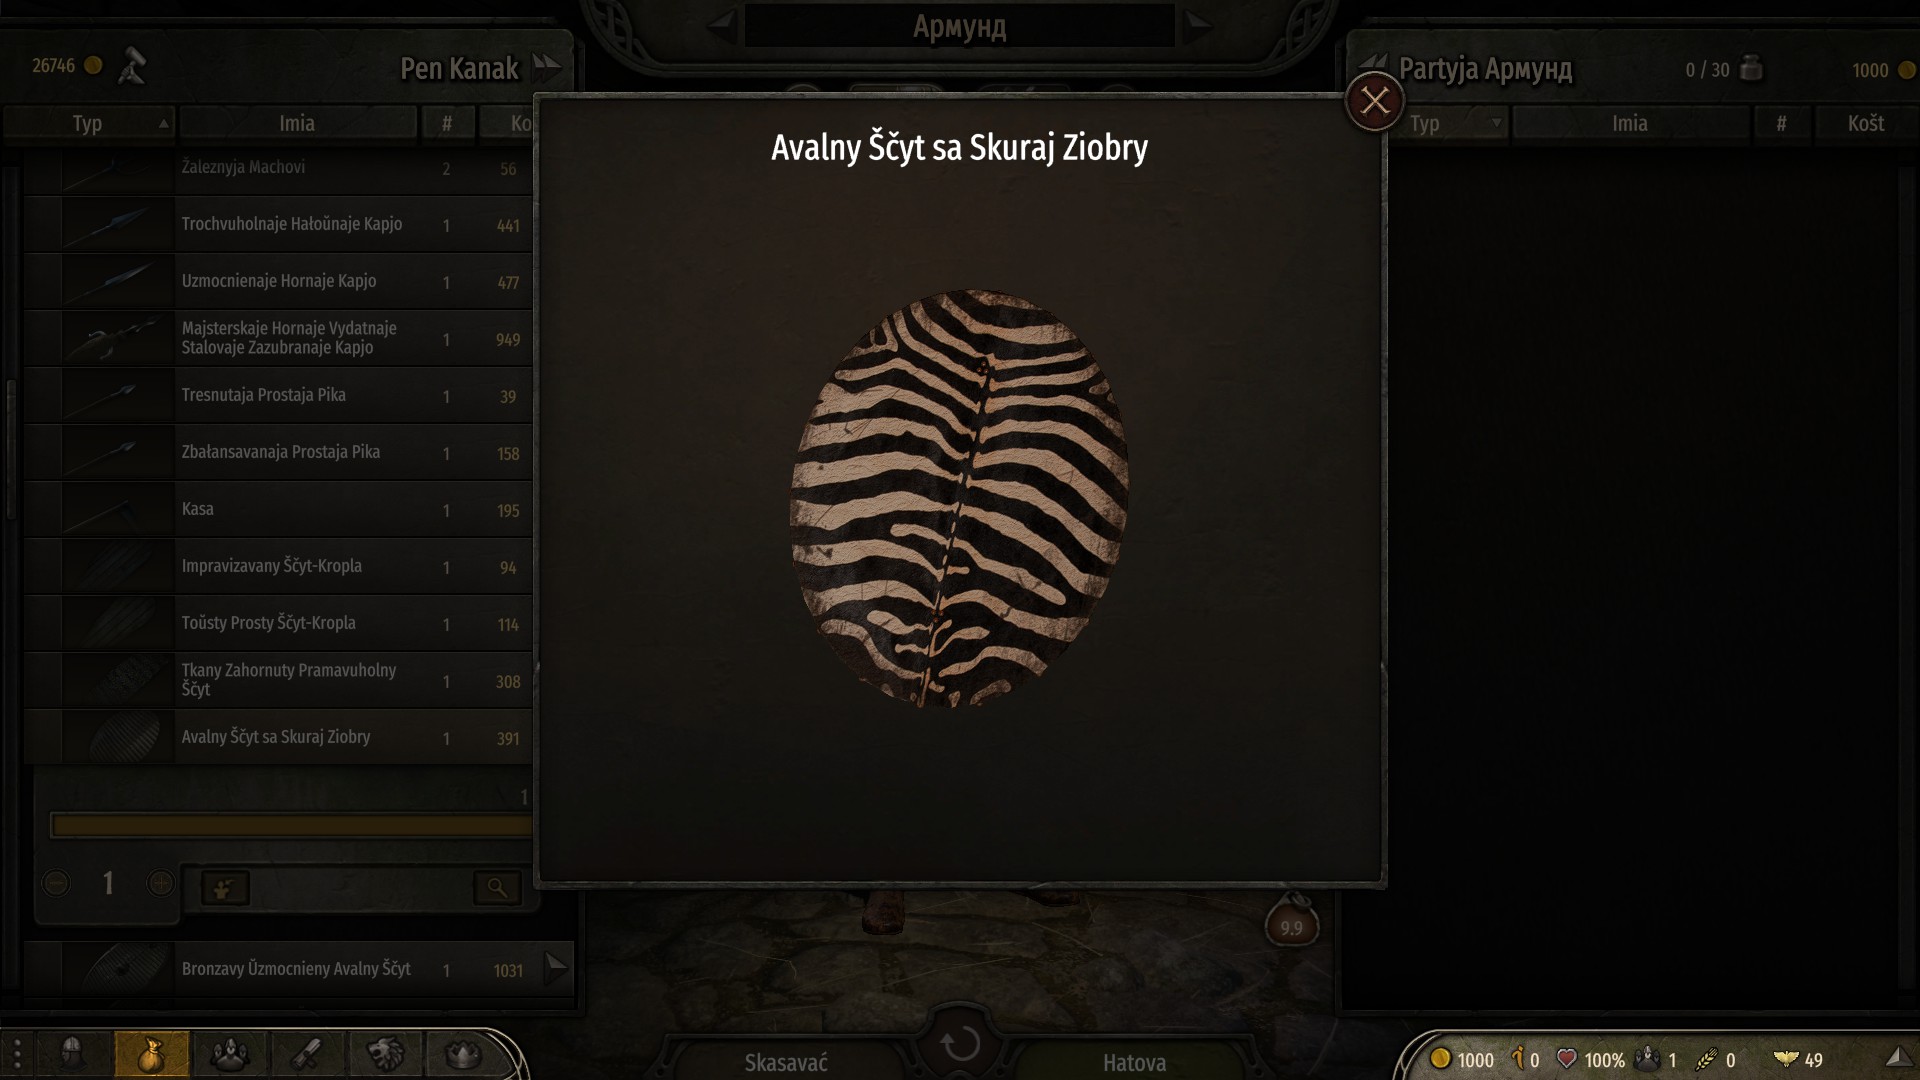 Армунд
26746
Pen Kanak
Partyja Армунд
0 / 30
1000
Typ
Imia
#
Ko
Typ
Imia
#
Košt
Avalny Ščyt sa Skuraj Ziobry
Žaleznyja Machovi
2
56
Trochvuholnaje Hałoŭnaje Kapjo
1
441
Uzmocnienaje Hornaje Kapjo
1
477
Majsterskaje Hornaje Vydatnaje
Stalovaje Zazubranaje Kapjo
1
949
Tresnutaja Prostaja Pika
1
39
Zbałansavanaja Prostaja Pika
1
158
Kasa
1
195
Impravizavany Ščyt-Kropla
1
94
Toŭsty Prosty Ščyt-Kropla
1
114
Tkany Zahornuty Pramavuholny
Ščyt
1
308
Avalny Ščyt sa Skuraj Ziobry
1
391
1
1
9.9
Bronzavy Ŭzmocnieny Avalny Ščyt
1
1031
Skasavać
Hatova
1000
0
100%
1
0
49